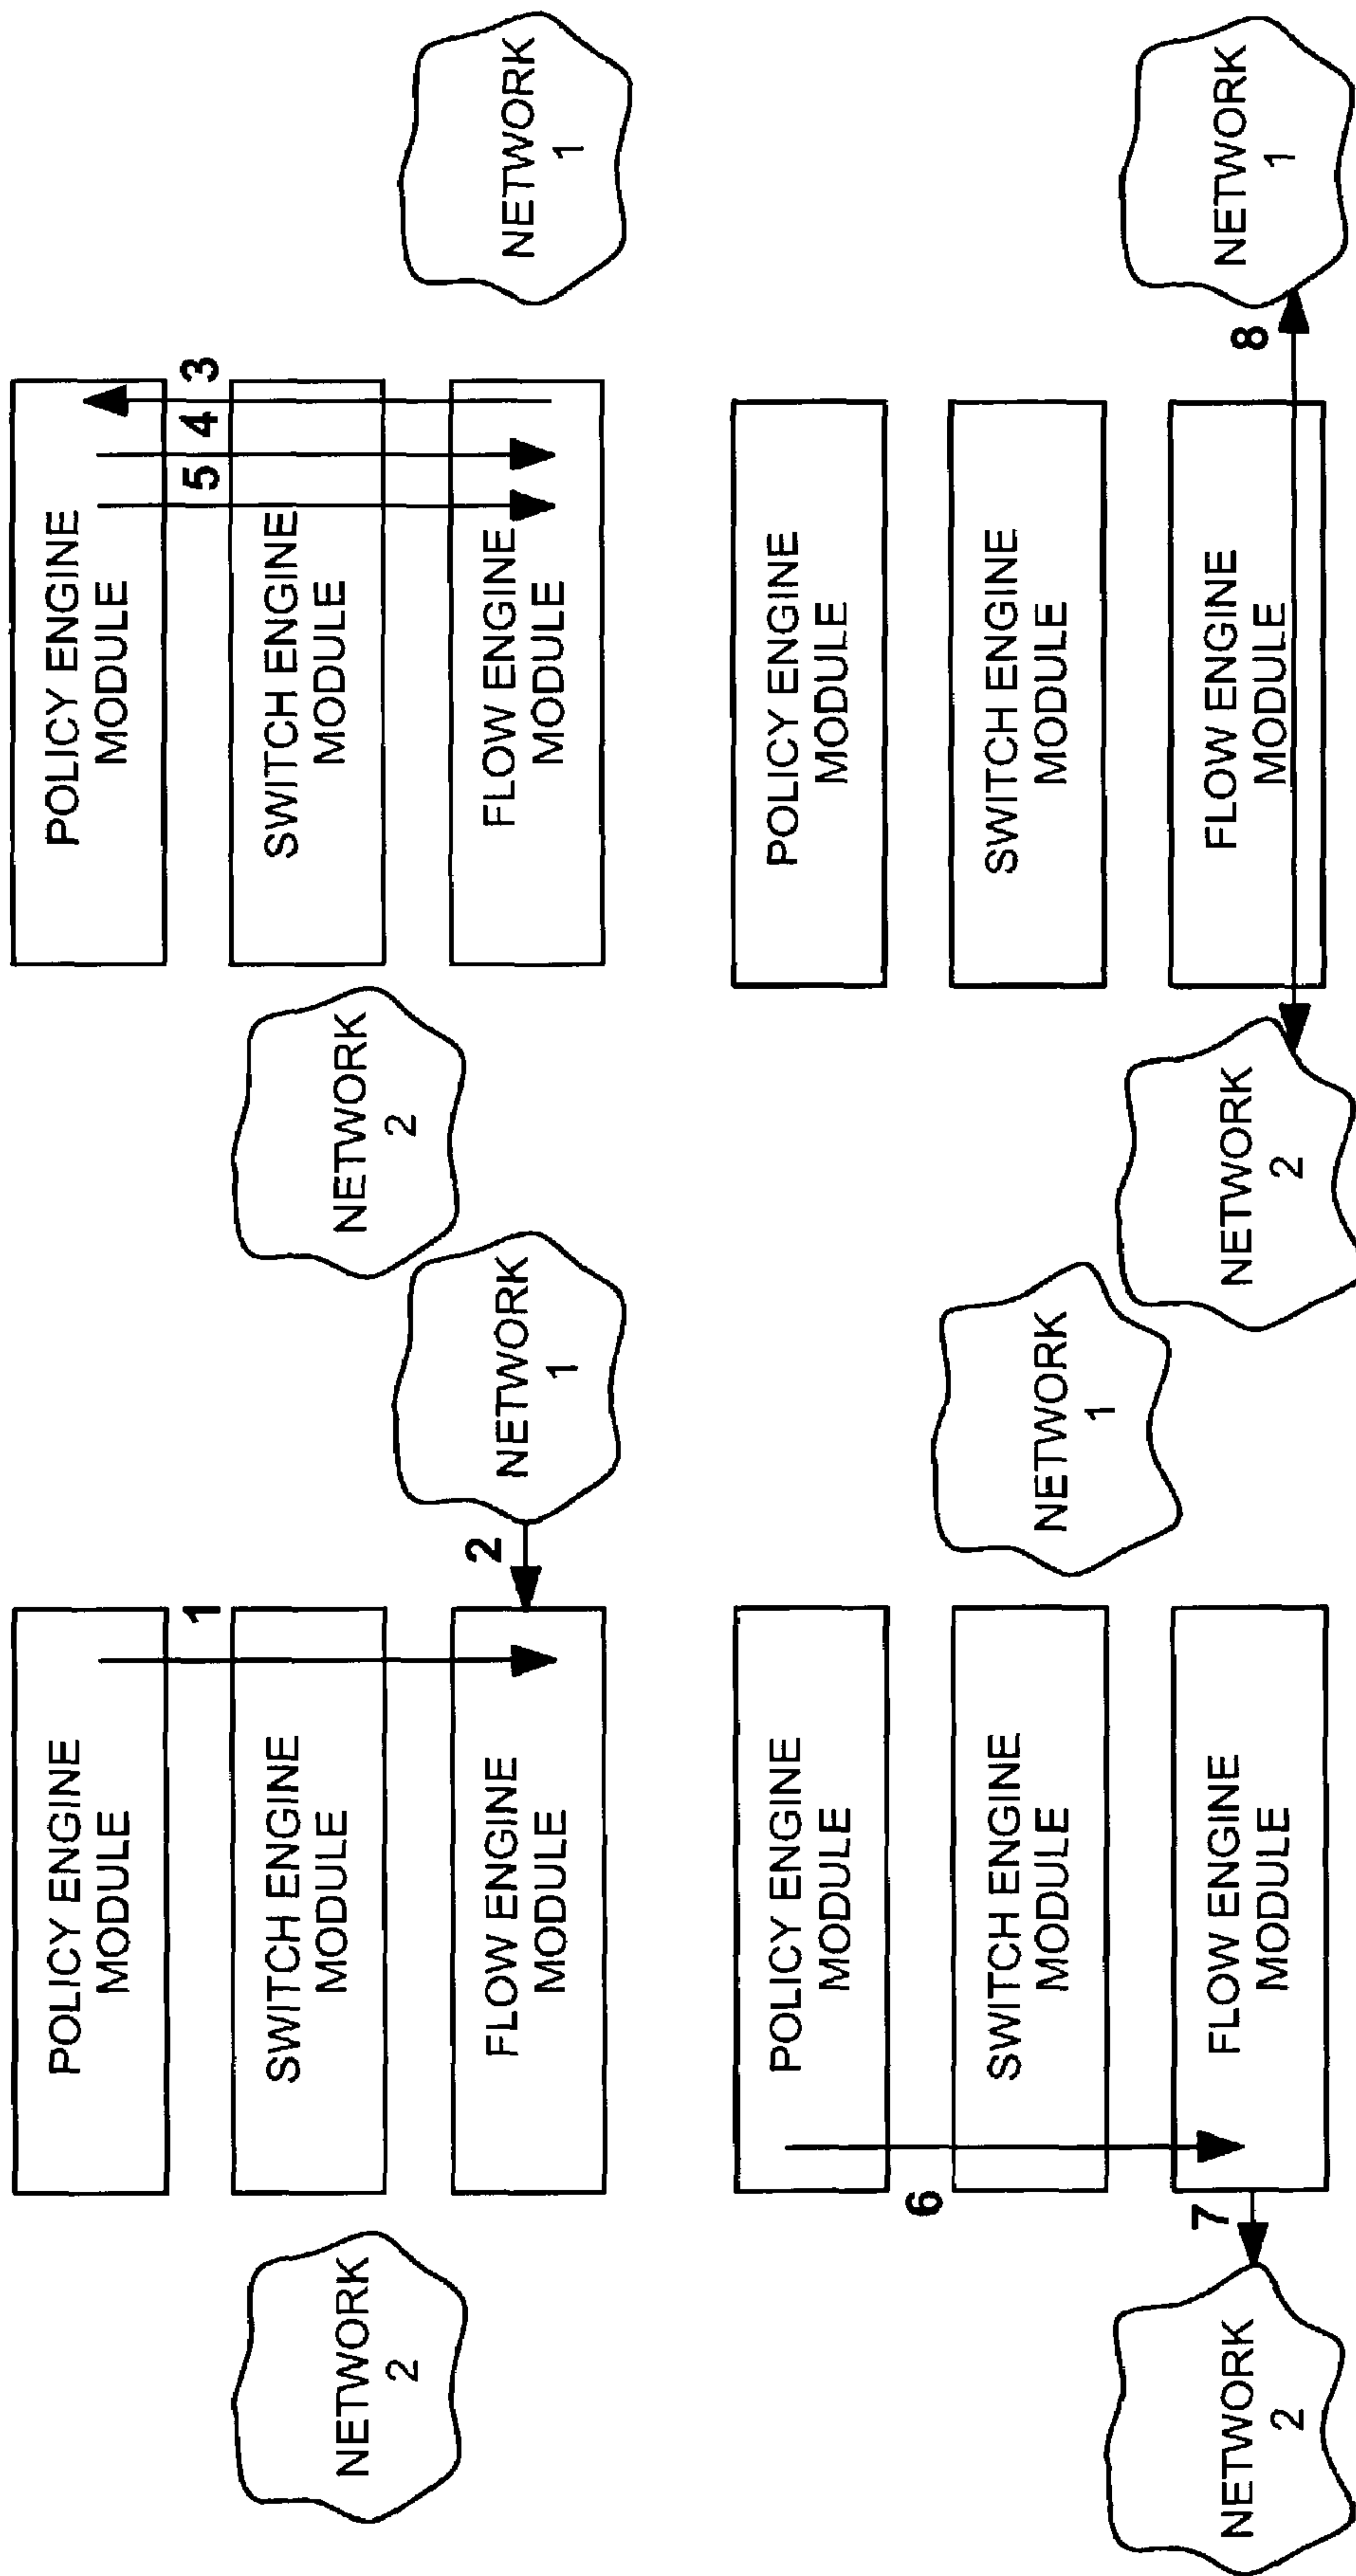 POLICY ENGINE
MODULE
1
NETWORK
2
SWITCH ENGINE
MODULE
2
FLOW ENGINE
MODULE
NETWORK
1
POLICY ENGINE
MODULE
5 4 3
NETWORK
2
SWITCH ENGINE
MODULE
FLOW ENGINE
MODULE
NETWORK
1
POLICY ENGINE
MODULE
6
SWITCH ENGINE
MODULE
NETWORK
1
7
NETWORK
2
FLOW ENGINE
MODULE
POLICY ENGINE
MODULE
SWITCH ENGINE
MODULE
NETWORK
2
FLOW ENGINE
MODULE
8
NETWORK
1